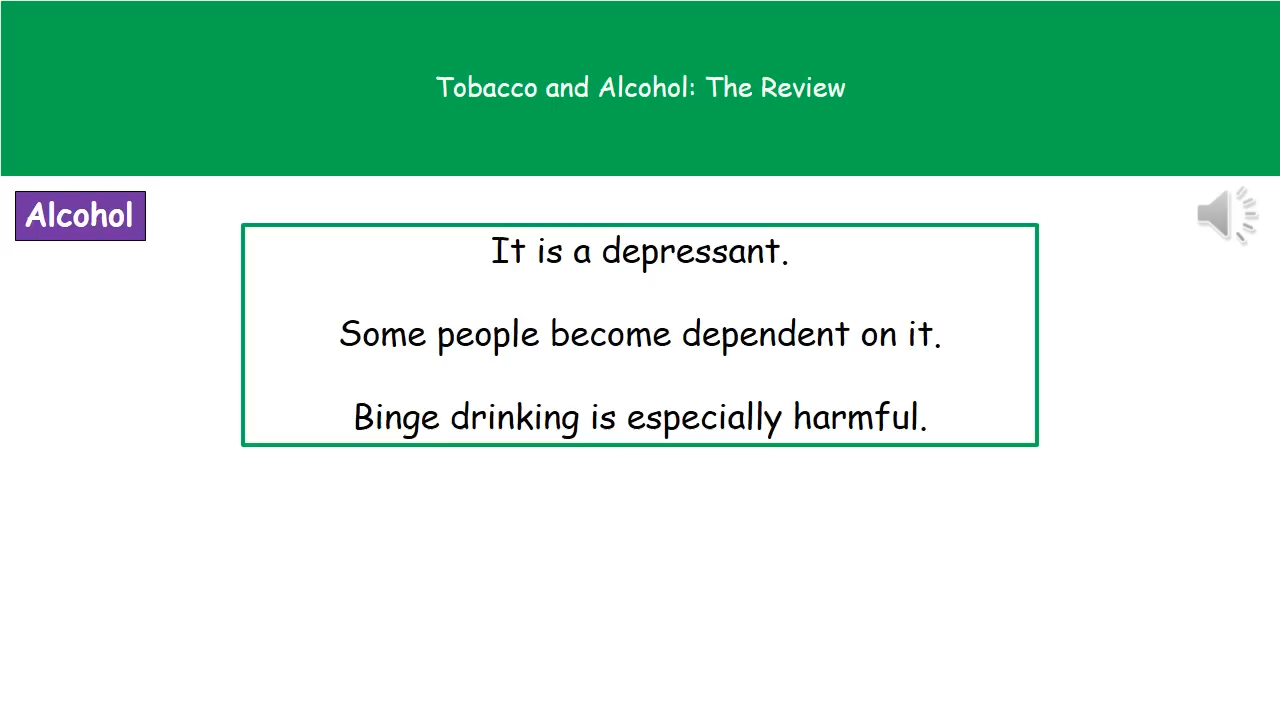 Tobacco and Alcohol: The Review
Alcohol
It is a depressant.
Some people become dependent on it.
Binge drinking is especially harmful.